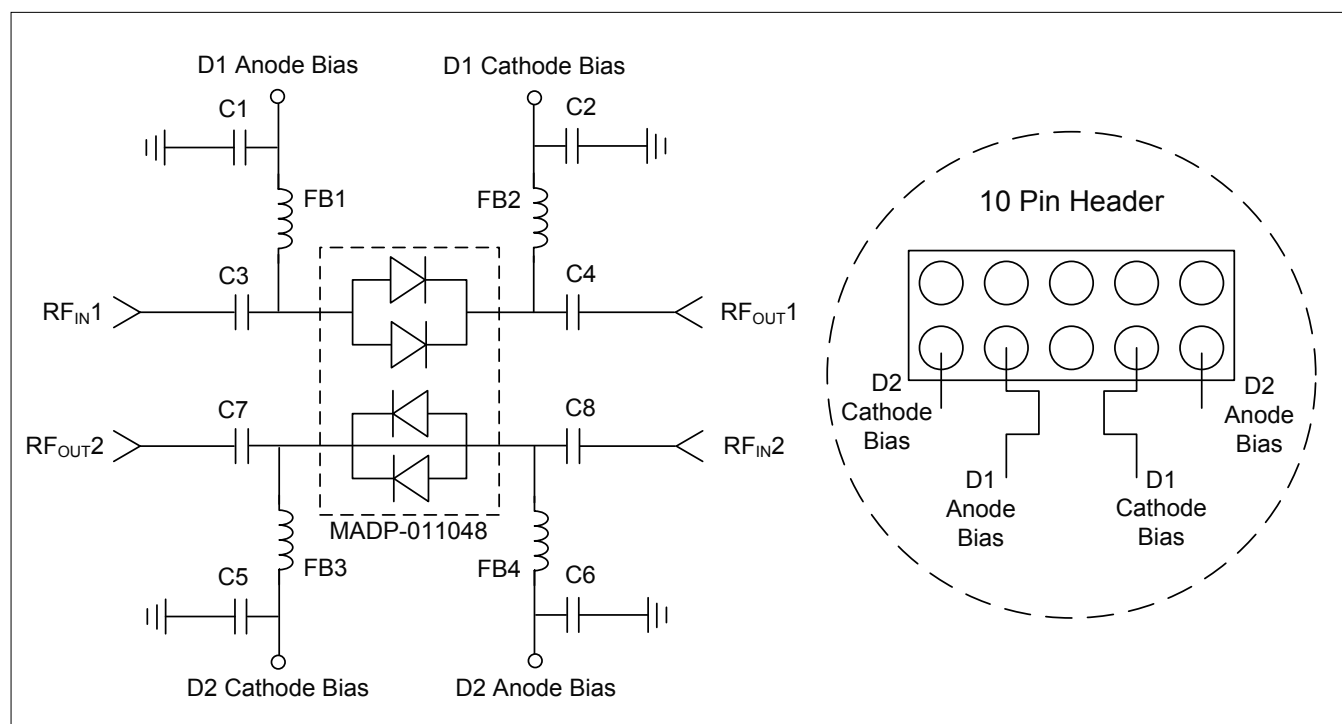 D1 Anode Bias
D1 Cathode Bias
C1
C2
FB1
FB2
10 Pin Header
C3
C4
RFIN1
RFOUT1
C7
C8
RFOUT2
RFIN2
MADP-011048
FB3
FB4
C5
C6
D2 Cathode Bias
D2 Anode Bias
D2
Cathode
Bias
D2
Anode
Bias
D1
Anode
Bias
D1
Cathode
Bias